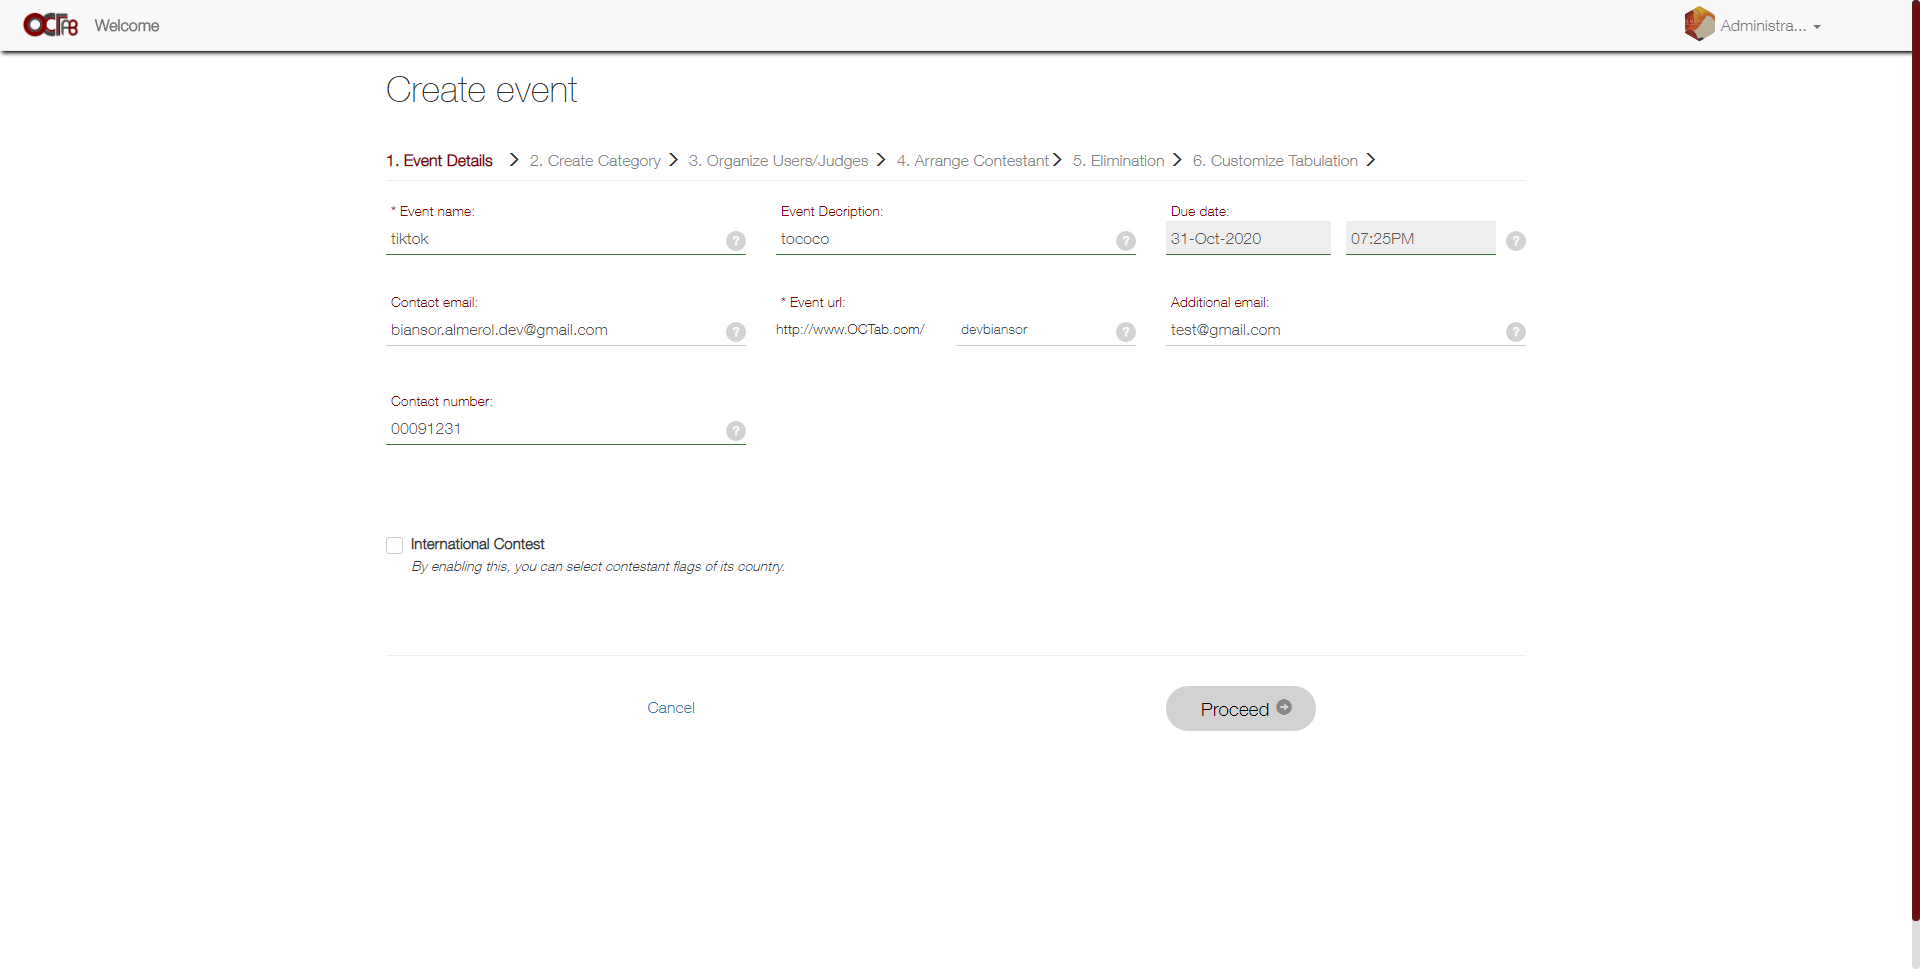 OCTAB Welcome Administra...
Create event
1. Event Details 2. Create Category 3. Organize Users/Judges 4. Arrange Contestant 5. Elimination 6. Customize Tabulation
* Event name: Event Decription: Due date:
tiktok ? tococo ? 31-Oct-2020 07:25PM ?
Contact email: * Event url: Additional email:
biansor.almerol.dev@gmail.com ? http://www.OCTab.com/ devbiansor ? test@gmail.com ?
Contact number:
00091231 ?
International Contest
By enabling this, you can select contestant flags of its country.
Cancel Proceed